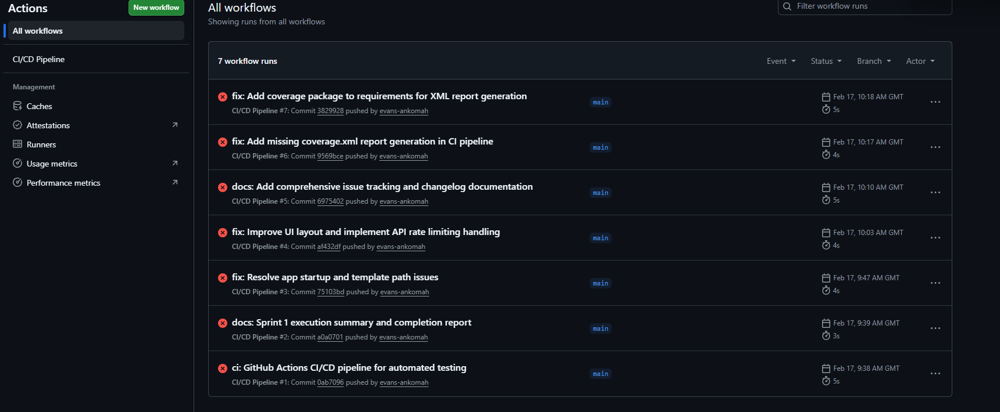 Actions
New workflow
All workflows
CI/CD Pipeline
Management
Caches
Attestations
Runners
Usage metrics
Performance metrics
All workflows
Showing runs from all workflows
Filter workflow runs
7 workflow runs
Event Status Branch Actor
fix: Add coverage package to requirements for XML report generation
CI/CD Pipeline #7: Commit 3829928 pushed by evans-ankomah
main
Feb 17, 10:18 AM GMT
5s
fix: Add missing coverage.xml report generation in CI pipeline
CI/CD Pipeline #6: Commit 9569bce pushed by evans-ankomah
main
Feb 17, 10:17 AM GMT
4s
docs: Add comprehensive issue tracking and changelog documentation
CI/CD Pipeline #5: Commit 6975402 pushed by evans-ankomah
main
Feb 17, 10:10 AM GMT
5s
fix: Improve UI layout and implement API rate limiting handling
CI/CD Pipeline #4: Commit af432df pushed by evans-ankomah
main
Feb 17, 10:03 AM GMT
4s
fix: Resolve app startup and template path issues
CI/CD Pipeline #3: Commit 75103bd pushed by evans-ankomah
main
Feb 17, 9:47 AM GMT
4s
docs: Sprint 1 execution summary and completion report
CI/CD Pipeline #2: Commit a0a0701 pushed by evans-ankomah
main
Feb 17, 9:39 AM GMT
3s
ci: GitHub Actions CI/CD pipeline for automated testing
CI/CD Pipeline #1: Commit 0ab7096 pushed by evans-ankomah
main
Feb 17, 9:38 AM GMT
5s